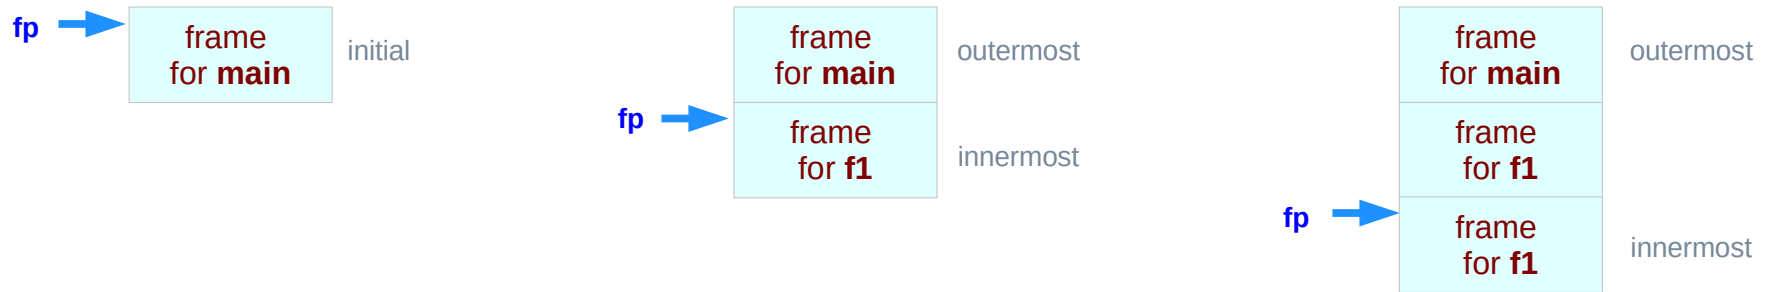 fp
frame
for main
initial
frame
for main
outermost
fp
frame
for f1
innermost
frame
for main
outermost
frame
for f1
fp
frame
for f1
innermost